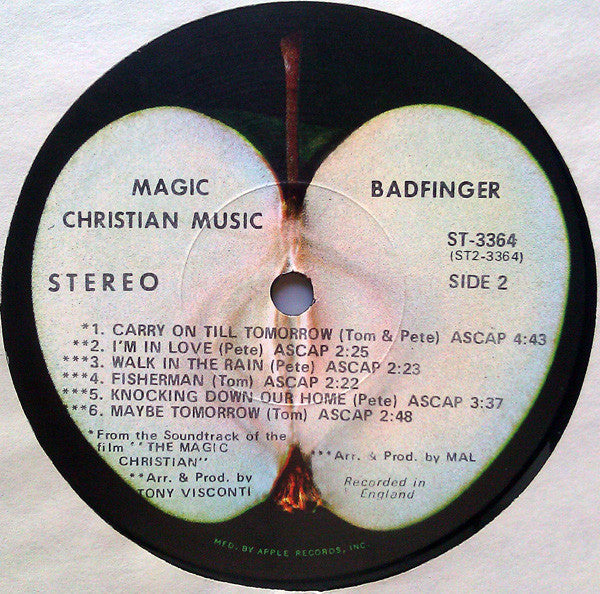 MAGIC
CHRISTIAN MUSIC
BADFINGER
ST-3364
(ST2-3364)
STEREO
SIDE 2
*1. CARRY ON TILL TOMORROW (Tom & Pete) ASCAP 4:43
**2. I'M IN LOVE (Pete) ASCAP 2:25
***3. WALK IN THE RAIN (Pete) ASCAP 2:23
***4. FISHERMAN (Tom) ASCAP 2:22
***5. KNOCKING DOWN OUR HOME (Pete) ASCAP 3:37
***6. MAYBE TOMORROW (Tom) ASCAP 2:48
*From the Soundtrack of the
film "THE MAGIC
CHRISTIAN"
**Arr. & Prod. by
TONY VISCONTI
***Arr. & Prod. by MAL
Recorded in
England
MFD. BY APPLE RECORDS, INC.